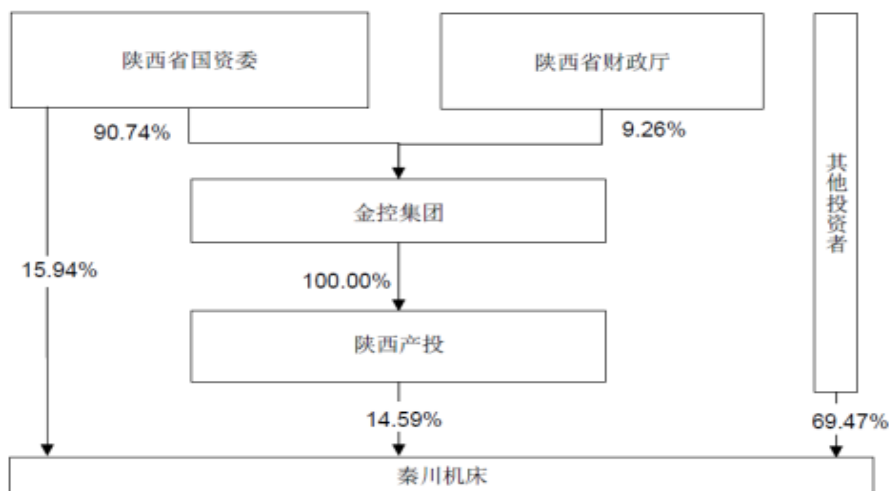 陕西省国资委
陕西省财政厅
90.74%
9.26%
其他投资者
金控集团
15.94%
100.00%
陕西产投
14.59%
69.47%
秦川机床